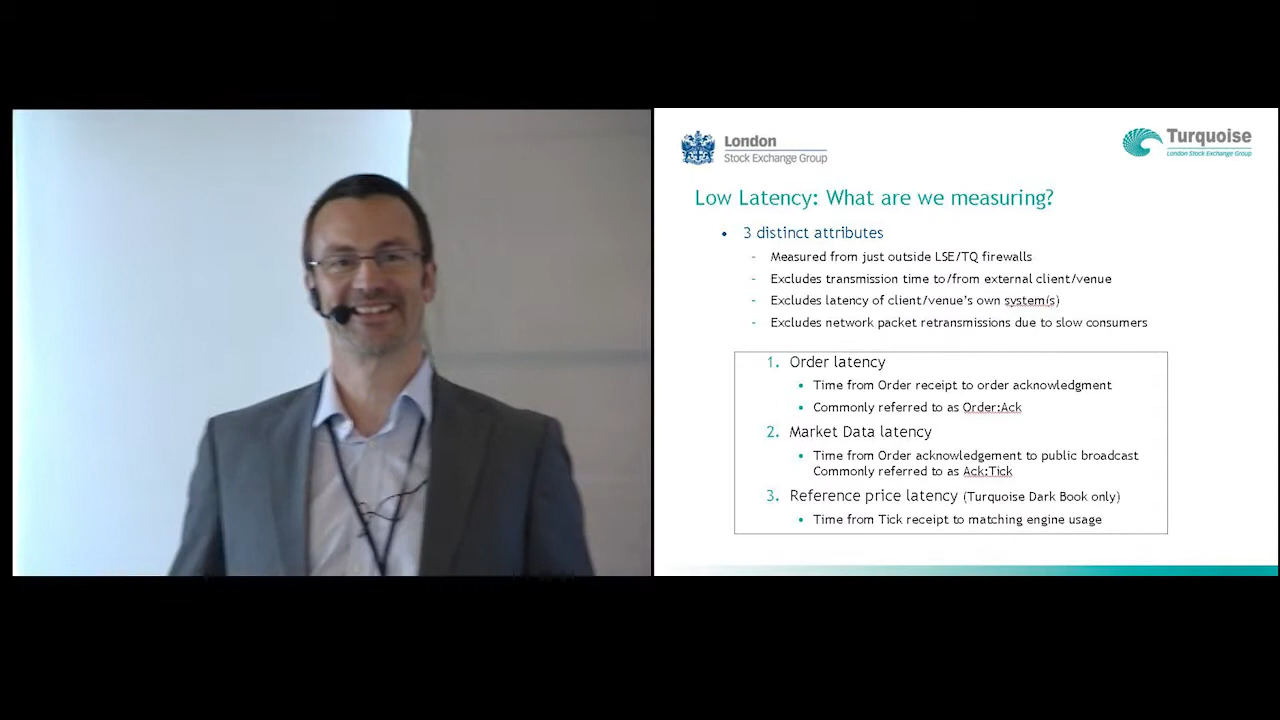 London
Stock Exchange Group
Turquoise
London Stock Exchange Group
Low Latency: What are we measuring?
• 3 distinct attributes
- Measured from just outside LSE/TQ firewalls
- Excludes transmission time to/from external client/venue
- Excludes latency of client/venue's own system(s)
- Excludes network packet retransmissions due to slow consumers
1. Order latency
• Time from Order receipt to order acknowledgment
• Commonly referred to as Order:Ack
2. Market Data latency
• Time from Order acknowledgement to public broadcast
Commonly referred to as Ack:Tick
3. Reference price latency (Turquoise Dark Book only)
• Time from Tick receipt to matching engine usage